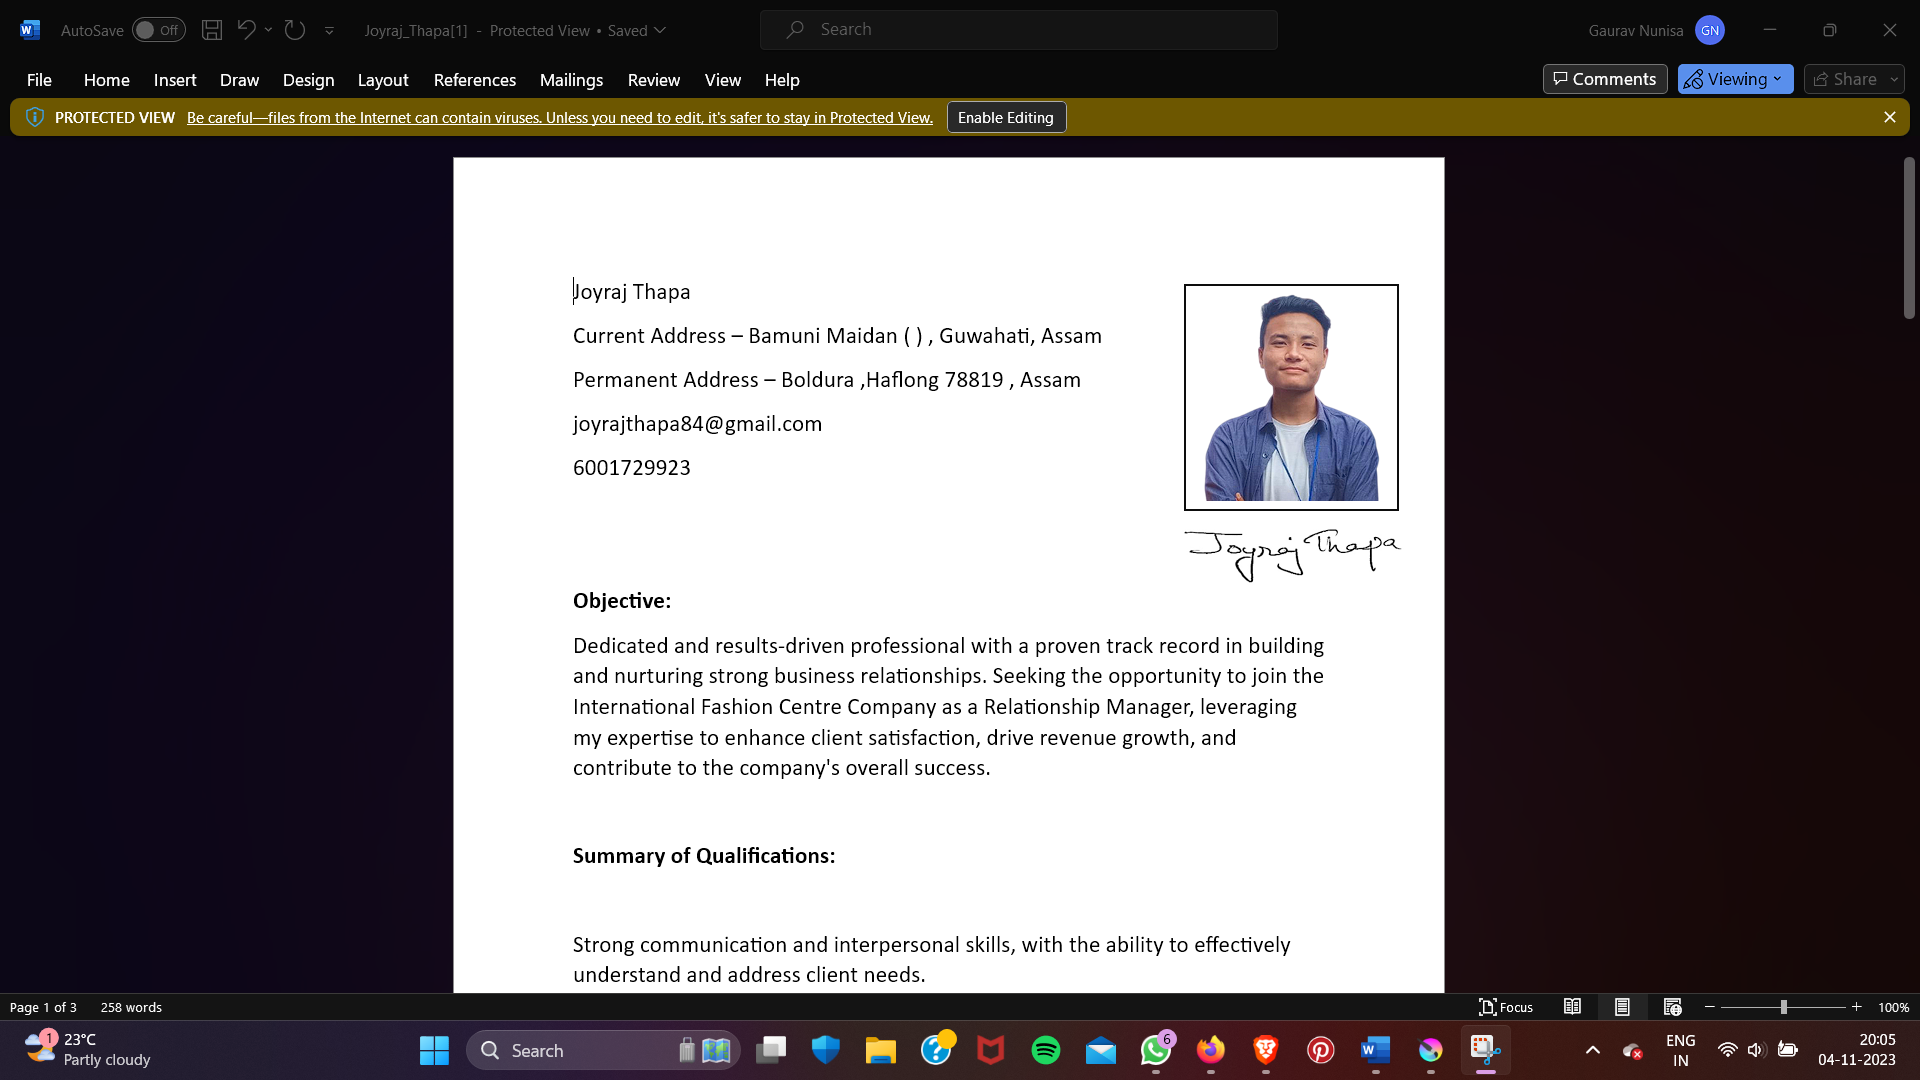 AutoSave Off Joyraj_Thapa[1] - Protected View • Saved Search Gaurav Nunisa GN
File Home Insert Draw Design Layout References Mailings Review View Help Comments Viewing Share
PROTECTED VIEW Be careful—files from the Internet can contain viruses. Unless you need to edit, it's safer to stay in Protected View. Enable Editing
Joyraj Thapa
Current Address – Bamuni Maidan ( ) , Guwahati, Assam
Permanent Address – Boldura ,Haflong 78819 , Assam
joyrajthapa84@gmail.com
6001729923
Joyraj Thapa
Objective:
Dedicated and results-driven professional with a proven track record in building
and nurturing strong business relationships. Seeking the opportunity to join the
International Fashion Centre Company as a Relationship Manager, leveraging
my expertise to enhance client satisfaction, drive revenue growth, and
contribute to the company's overall success.
Summary of Qualifications:
Strong communication and interpersonal skills, with the ability to effectively
understand and address client needs.
Page 1 of 3 258 words Focus 100%
1 23°C
Partly cloudy
Search
6
ENG
IN
20:05
04-11-2023